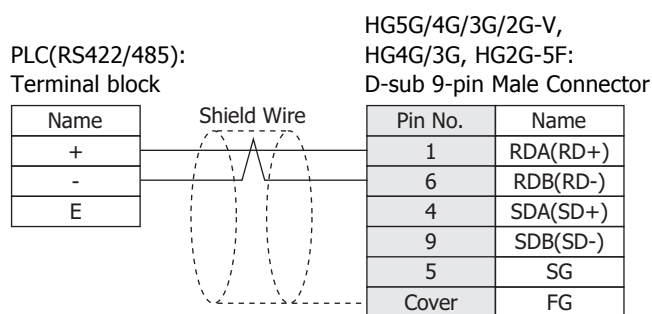 PLC(RS422/485):
Terminal block
HG5G/4G/3G/2G-V,
HG4G/3G, HG2G-5F:
D-sub 9-pin Male Connector
Name
Shield Wire
Pin No. Name
+ 1 RDA(RD+)
- 6 RDB(RD-)
E 4 SDA(SD+)
9 SDB(SD-)
5 SG
Cover FG